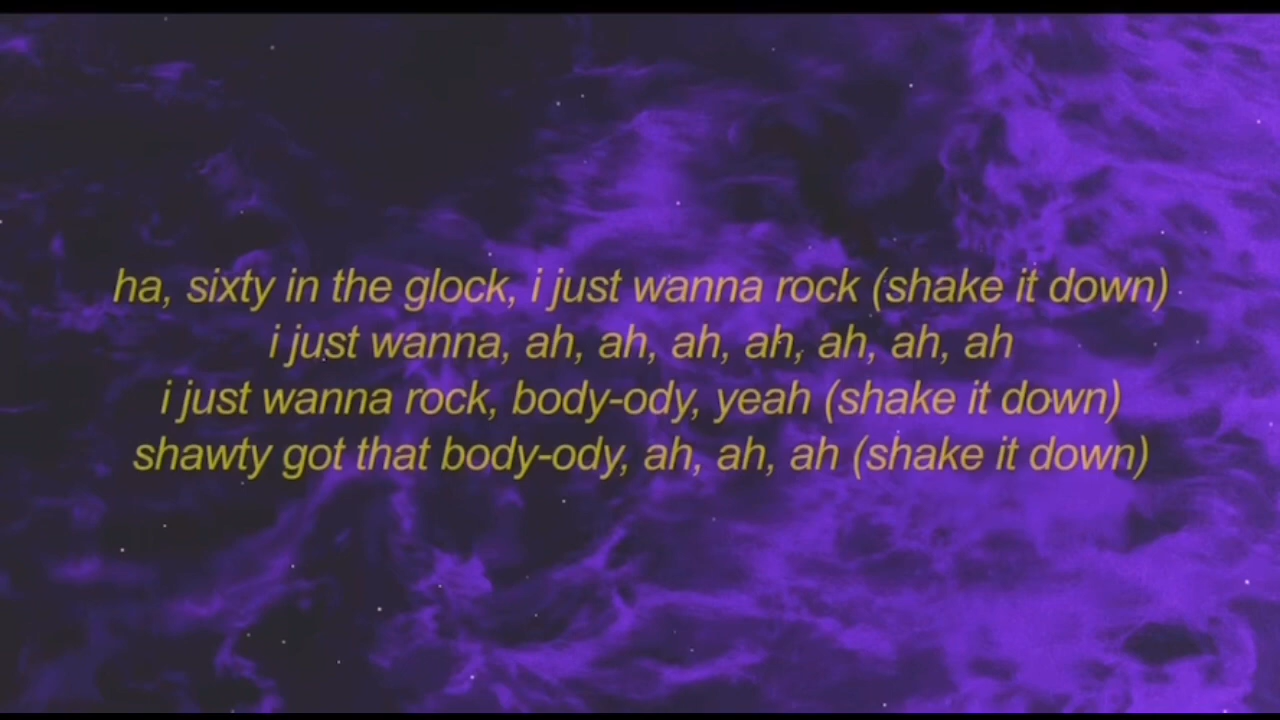 ha, sixty in the glock, i just wanna rock (shake it down)
i just wanna, ah, ah, ah, ah, ah, ah, ah
i just wanna rock, body-ody, yeah (shake it down)
shawty got that body-ody, ah, ah, ah (shake it down)